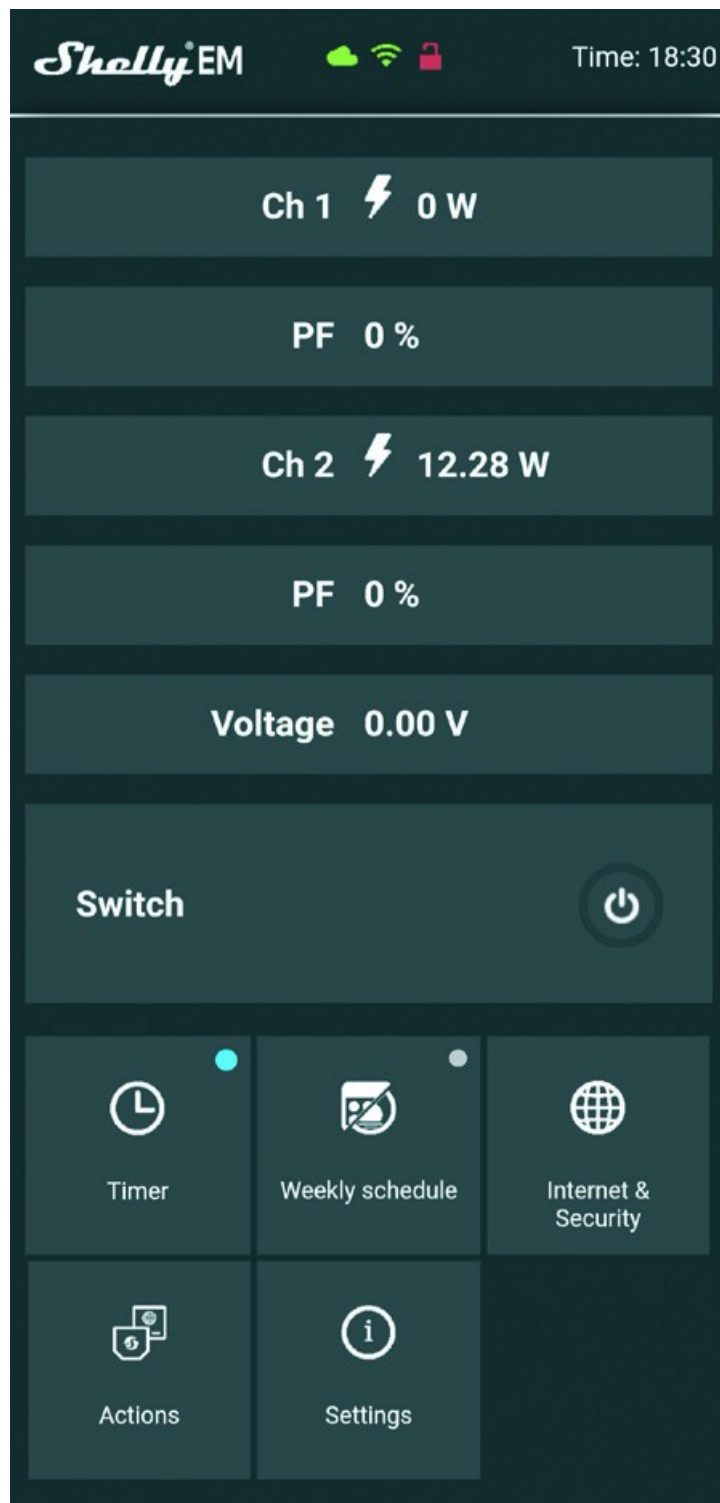 Shelly® EM
Time: 18:30
Ch 1 0 W
PF 0 %
Ch 2 12.28 W
PF 0 %
Voltage 0.00 V
Switch
Timer
Weekly schedule
Internet &
Security
Actions
Settings